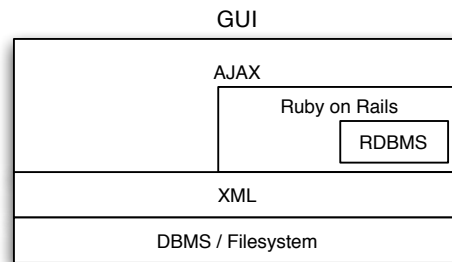 GUI
AJAX
Ruby on Rails
RDBMS
XML
DBMS / Filesystem